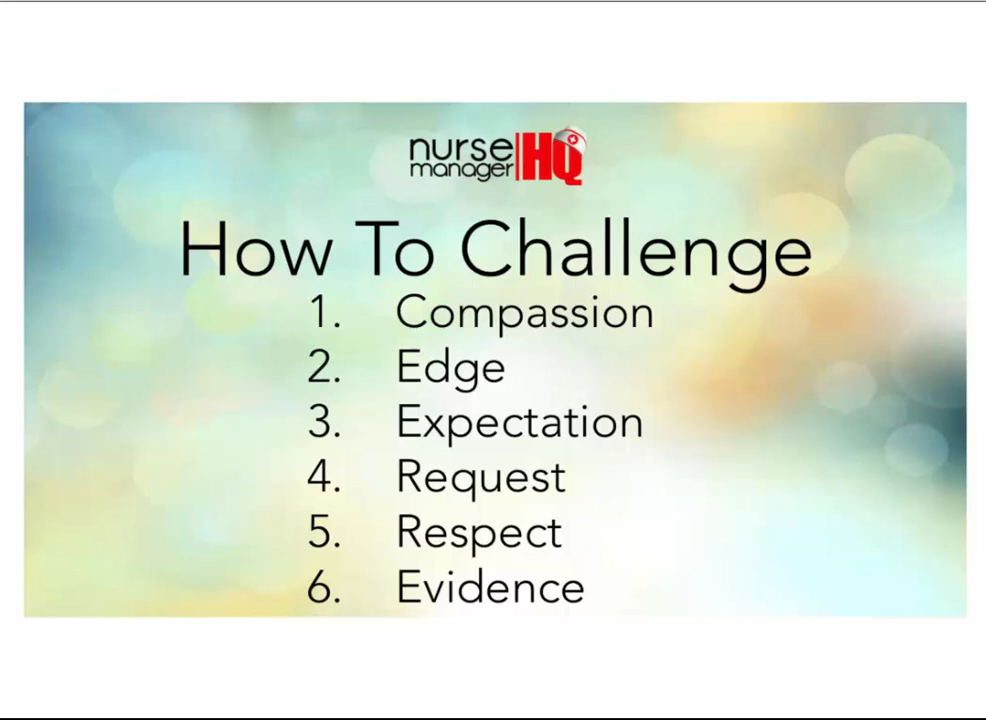 nurse HQ
manager
How To Challenge
1. Compassion
2. Edge
3. Expectation
4. Request
5. Respect
6. Evidence